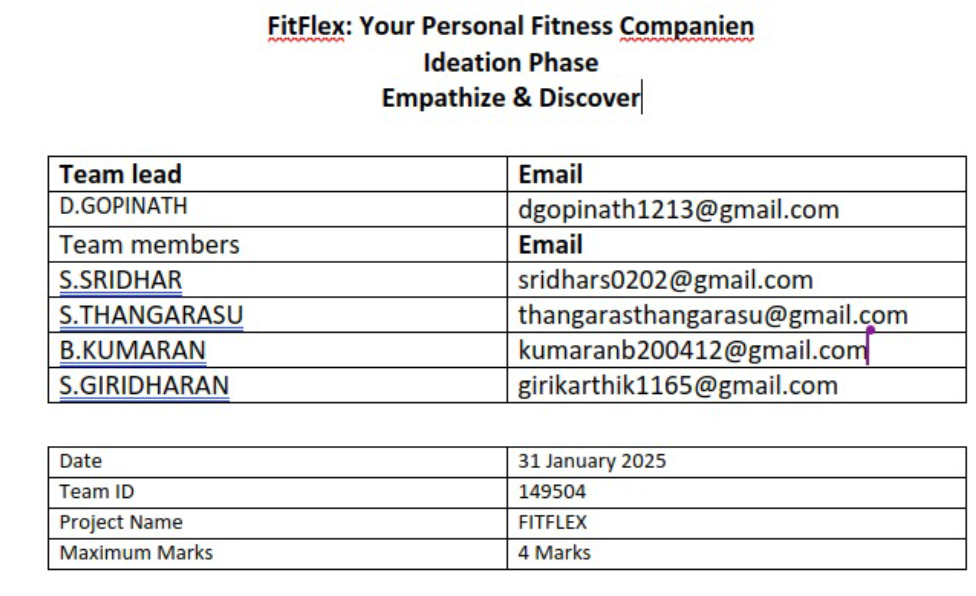 FitFlex: Your Personal Fitness Companien
Ideation Phase
Empathize & Discover
Team lead Email
D.GOPINATH dgopinath1213@gmail.com
Team members Email
S.SRIDHAR sridhars0202@gmail.com
S.THANGARASU thangarasthangarasu@gmail.com
B.KUMARAN kumaranb200412@gmail.com
S.GIRIDHARAN girikarthik1165@gmail.com
Date 31 January 2025
Team ID 149504
Project Name FITFLEX
Maximum Marks 4 Marks